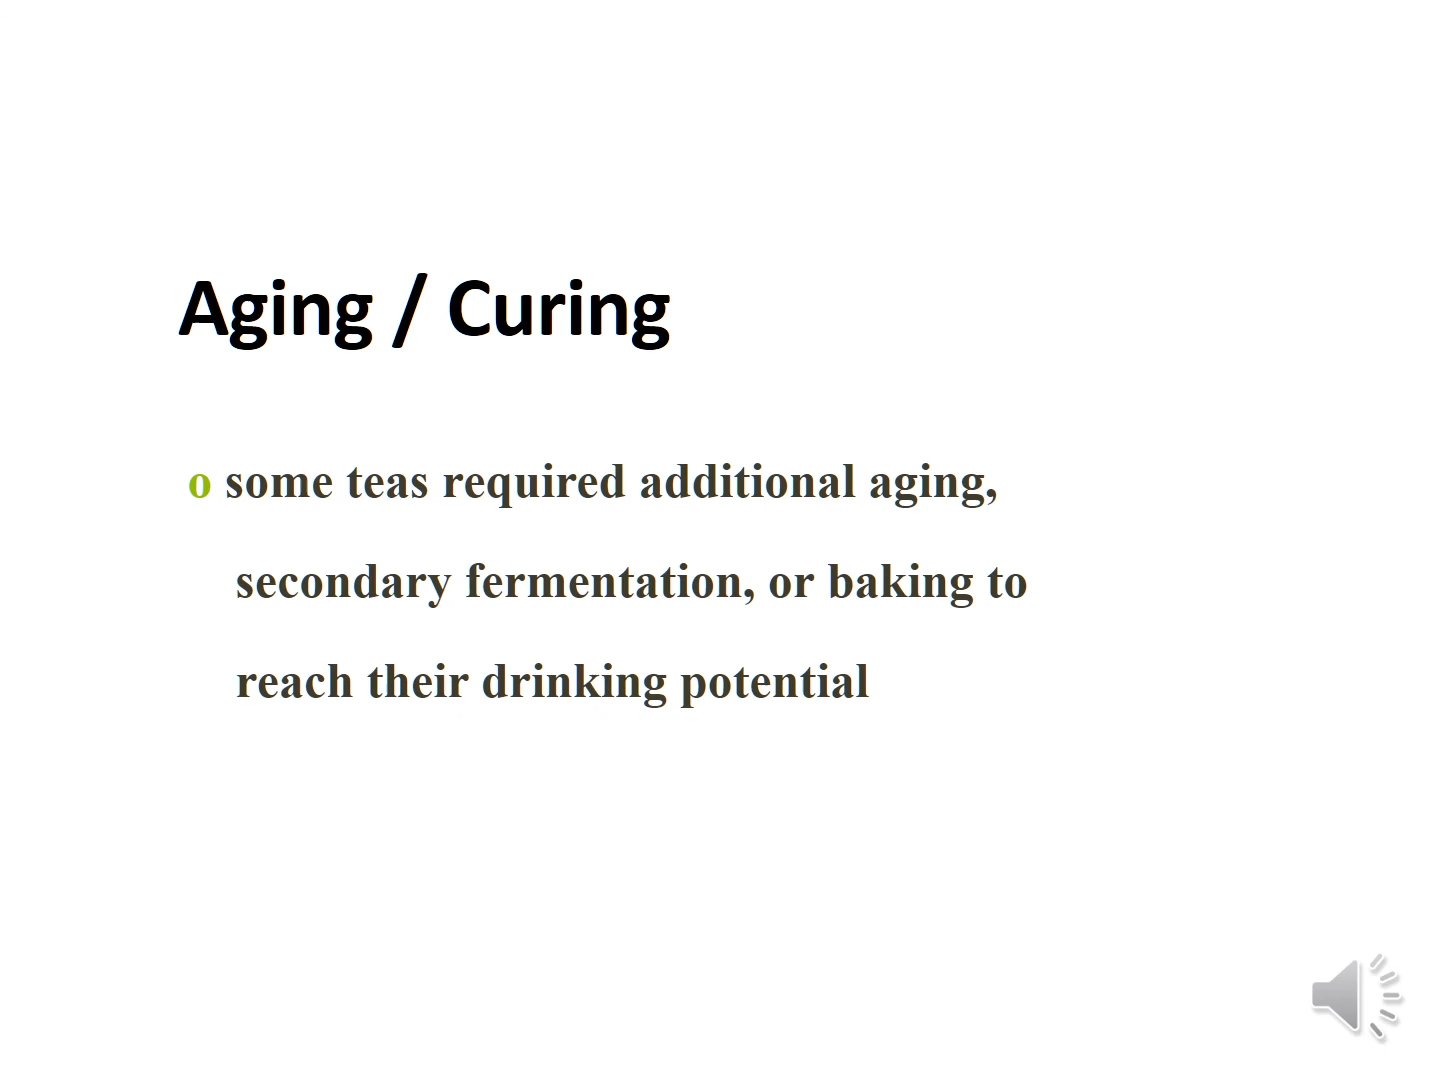 Aging / Curing
o some teas required additional aging,
secondary fermentation, or baking to
reach their drinking potential